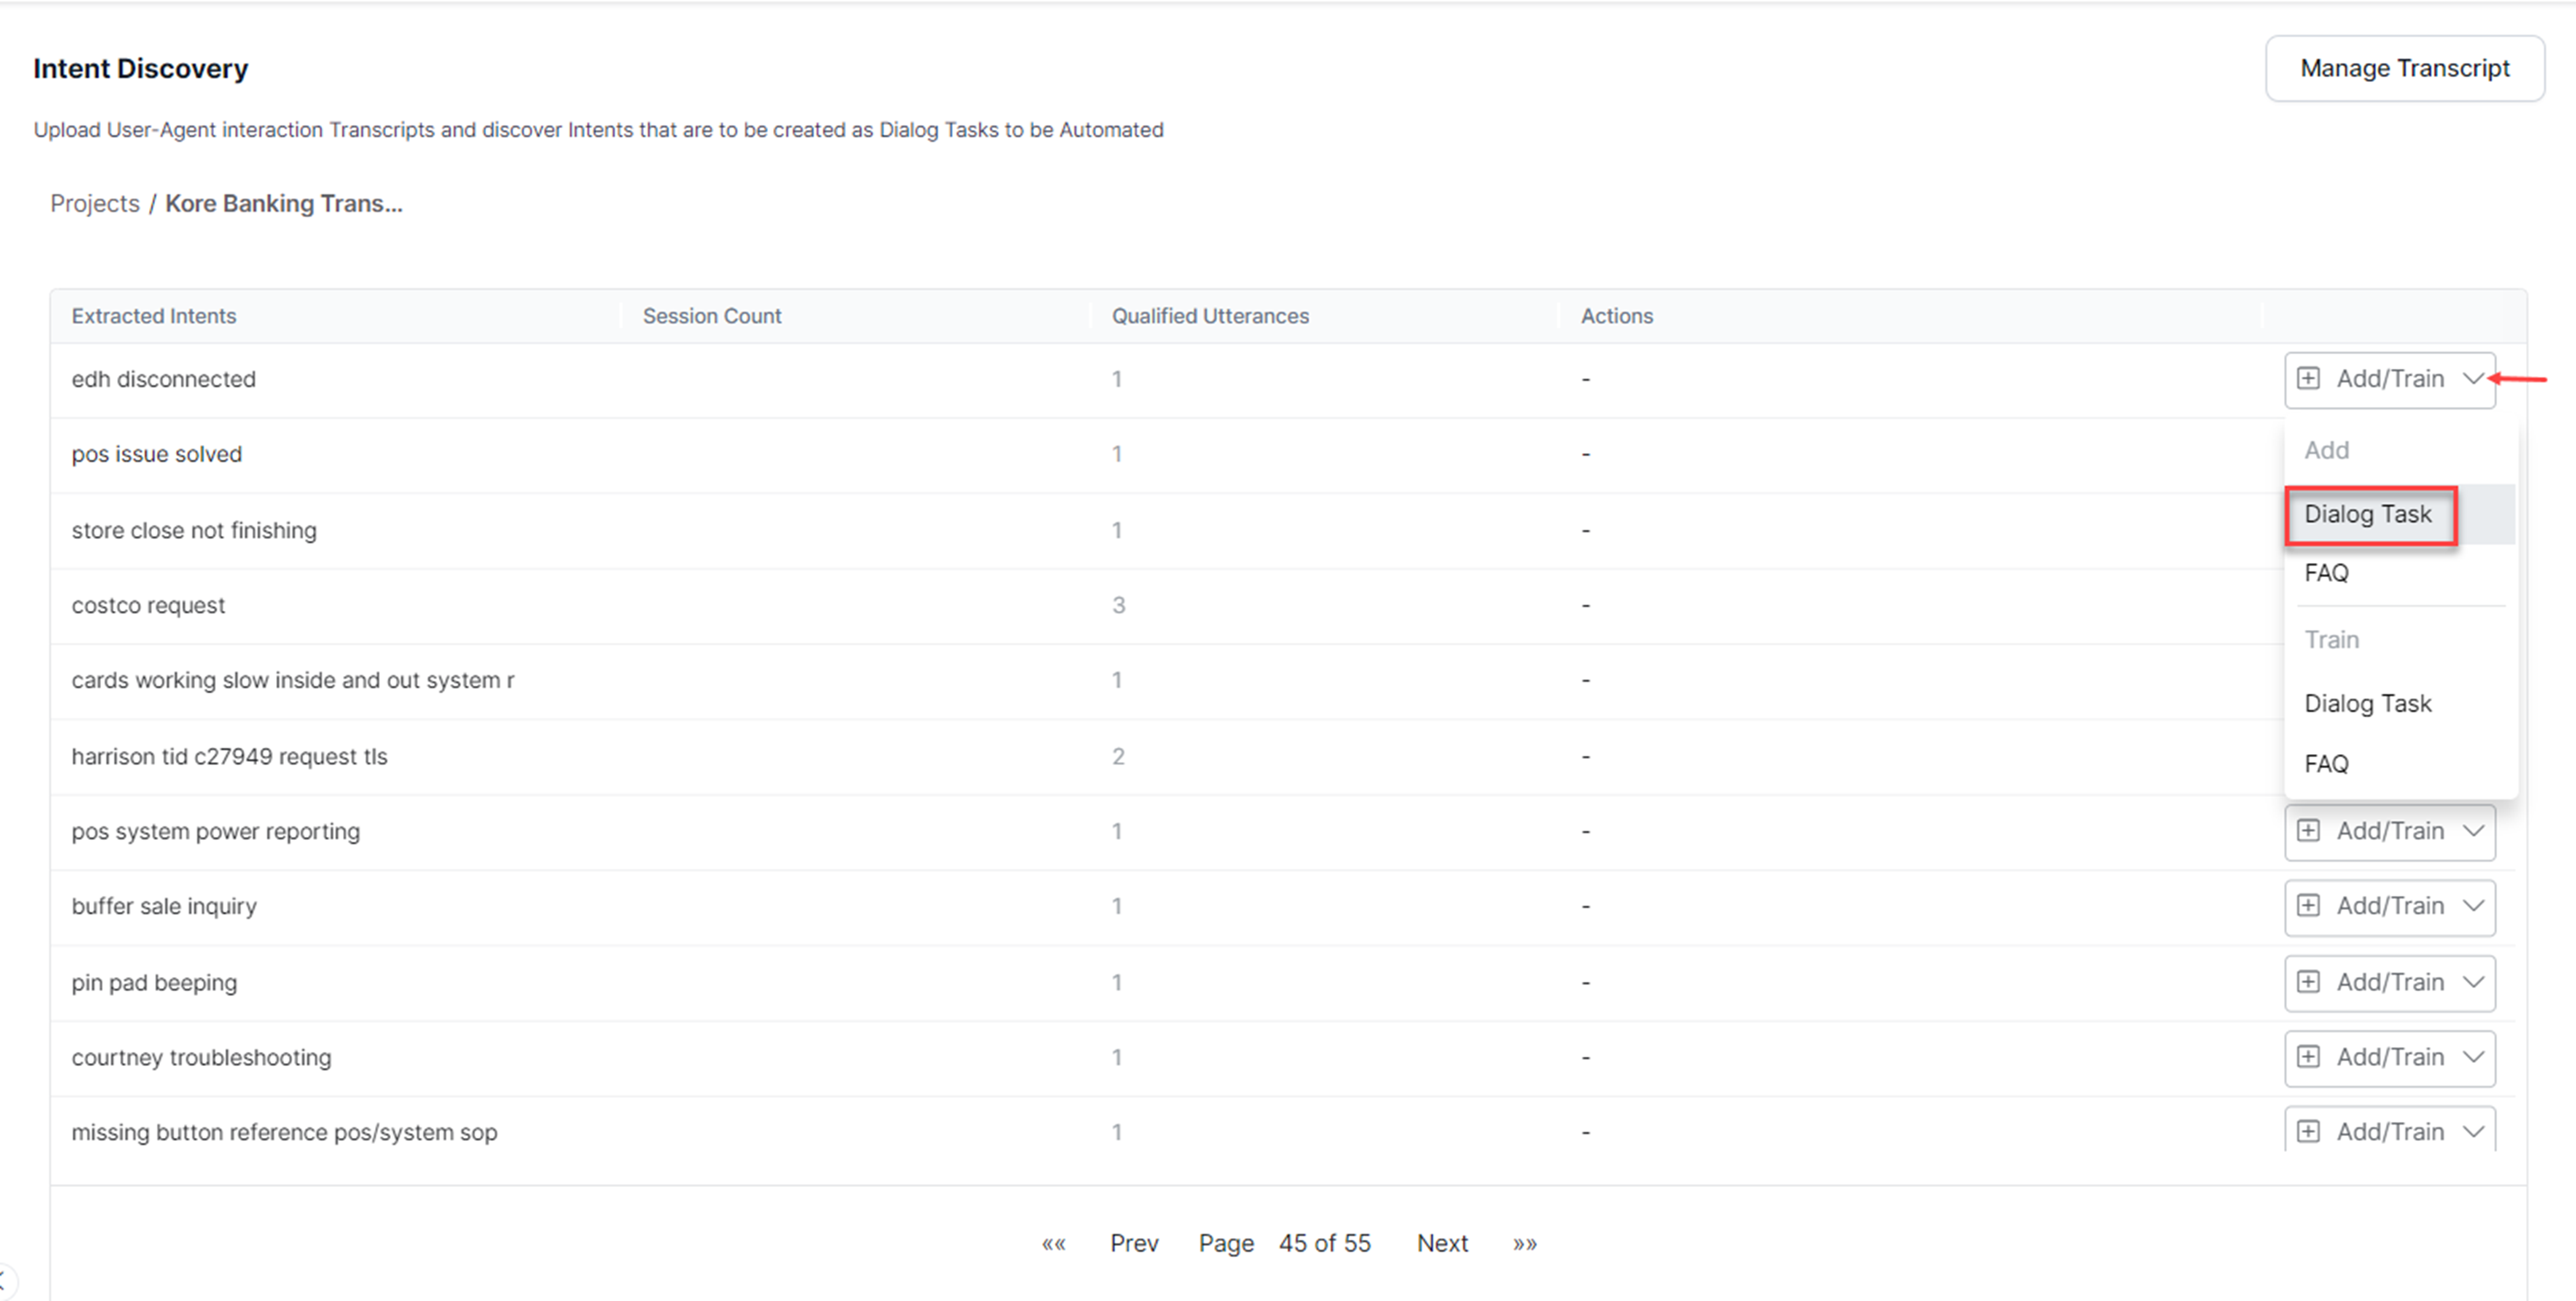 Intent Discovery
Manage Transcript
Upload User-Agent interaction Transcripts and discover Intents that are to be created as Dialog Tasks to be Automated
Projects / Kore Banking Trans...
Extracted Intents Session Count Qualified Utterances Actions
edh disconnected 1 - Add/Train
pos issue solved 1 -
store close not finishing 1 -
costco request 3 -
cards working slow inside and out system r 1 -
harrison tid c27949 request tls 2 -
Add
Dialog Task
FAQ
Train
Dialog Task
FAQ
pos system power reporting 1 - Add/Train
buffer sale inquiry 1 - Add/Train
pin pad beeping 1 - Add/Train
courtney troubleshooting 1 - Add/Train
missing button reference pos/system sop 1 - Add/Train
«« Prev Page 45 of 55 Next »»